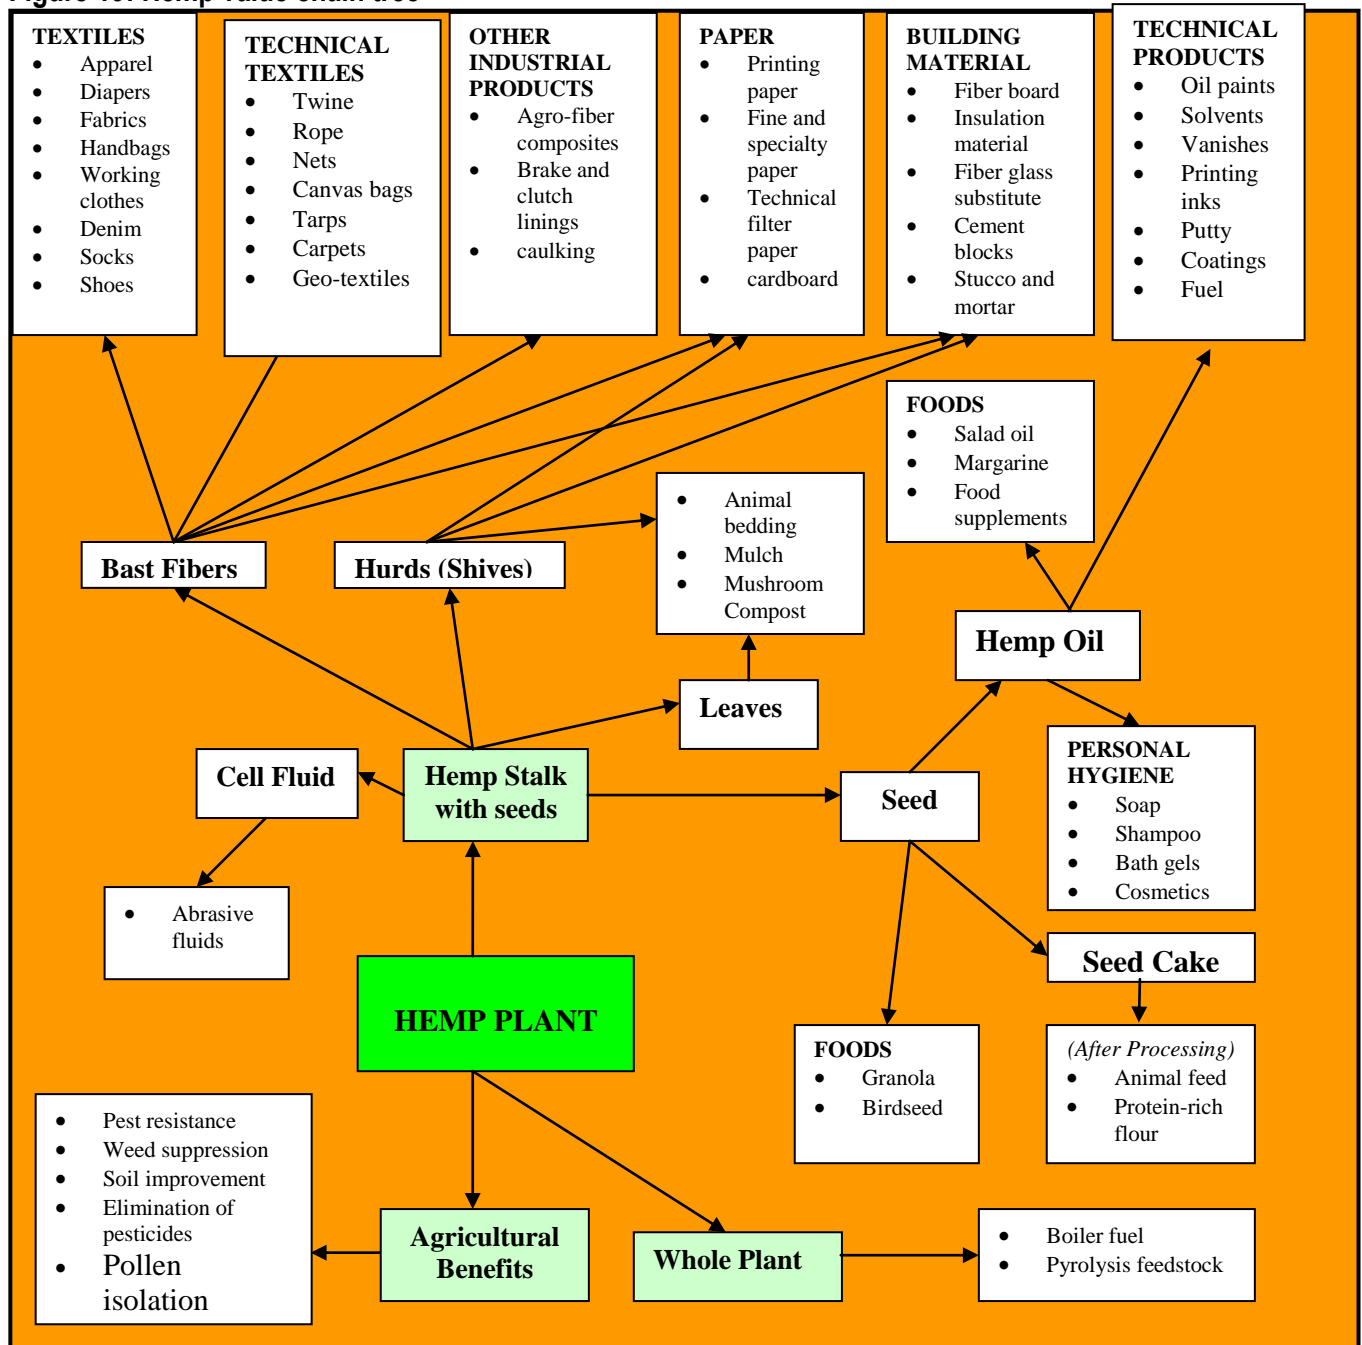 TEXTILES
• Apparel
• Diapers
• Fabrics
• Handbags
• Working
clothes
• Denim
• Socks
• Shoes
TECHNICAL
TEXTILES
• Twine
• Rope
• Nets
• Canvas bags
• Tarps
• Carpets
• Geo-textiles
OTHER
INDUSTRIAL
PRODUCTS
• Agro-fiber
composites
• Brake and
clutch
linings
• caulking
PAPER
• Printing
paper
• Fine and
specialty
paper
• Technical
filter
paper
• cardboard
BUILDING
MATERIAL
• Fiber board
• Insulation
material
• Fiber glass
substitute
• Cement
blocks
• Stucco and
mortar
TECHNICAL
PRODUCTS
• Oil paints
• Solvents
• Vanishes
• Printing
inks
• Putty
• Coatings
• Fuel
FOODS
• Salad oil
• Margarine
• Food
supplements
• Animal
bedding
• Mulch
• Mushroom
Compost
Bast Fibers
Hurds (Shives)
Hemp Oil
Leaves
Cell Fluid
Hemp Stalk
with seeds
Seed
PERSONAL
HYGIENE
• Soap
• Shampoo
• Bath gels
• Cosmetics
• Abrasive
fluids
Seed Cake
HEMP PLANT
FOODS
• Granola
• Birdseed
(After Processing)
• Animal feed
• Protein-rich
flour
• Pest resistance
• Weed suppression
• Soil improvement
• Elimination of
pesticides
• Pollen
isolation
Agricultural
Benefits
Whole Plant
• Boiler fuel
• Pyrolysis feedstock